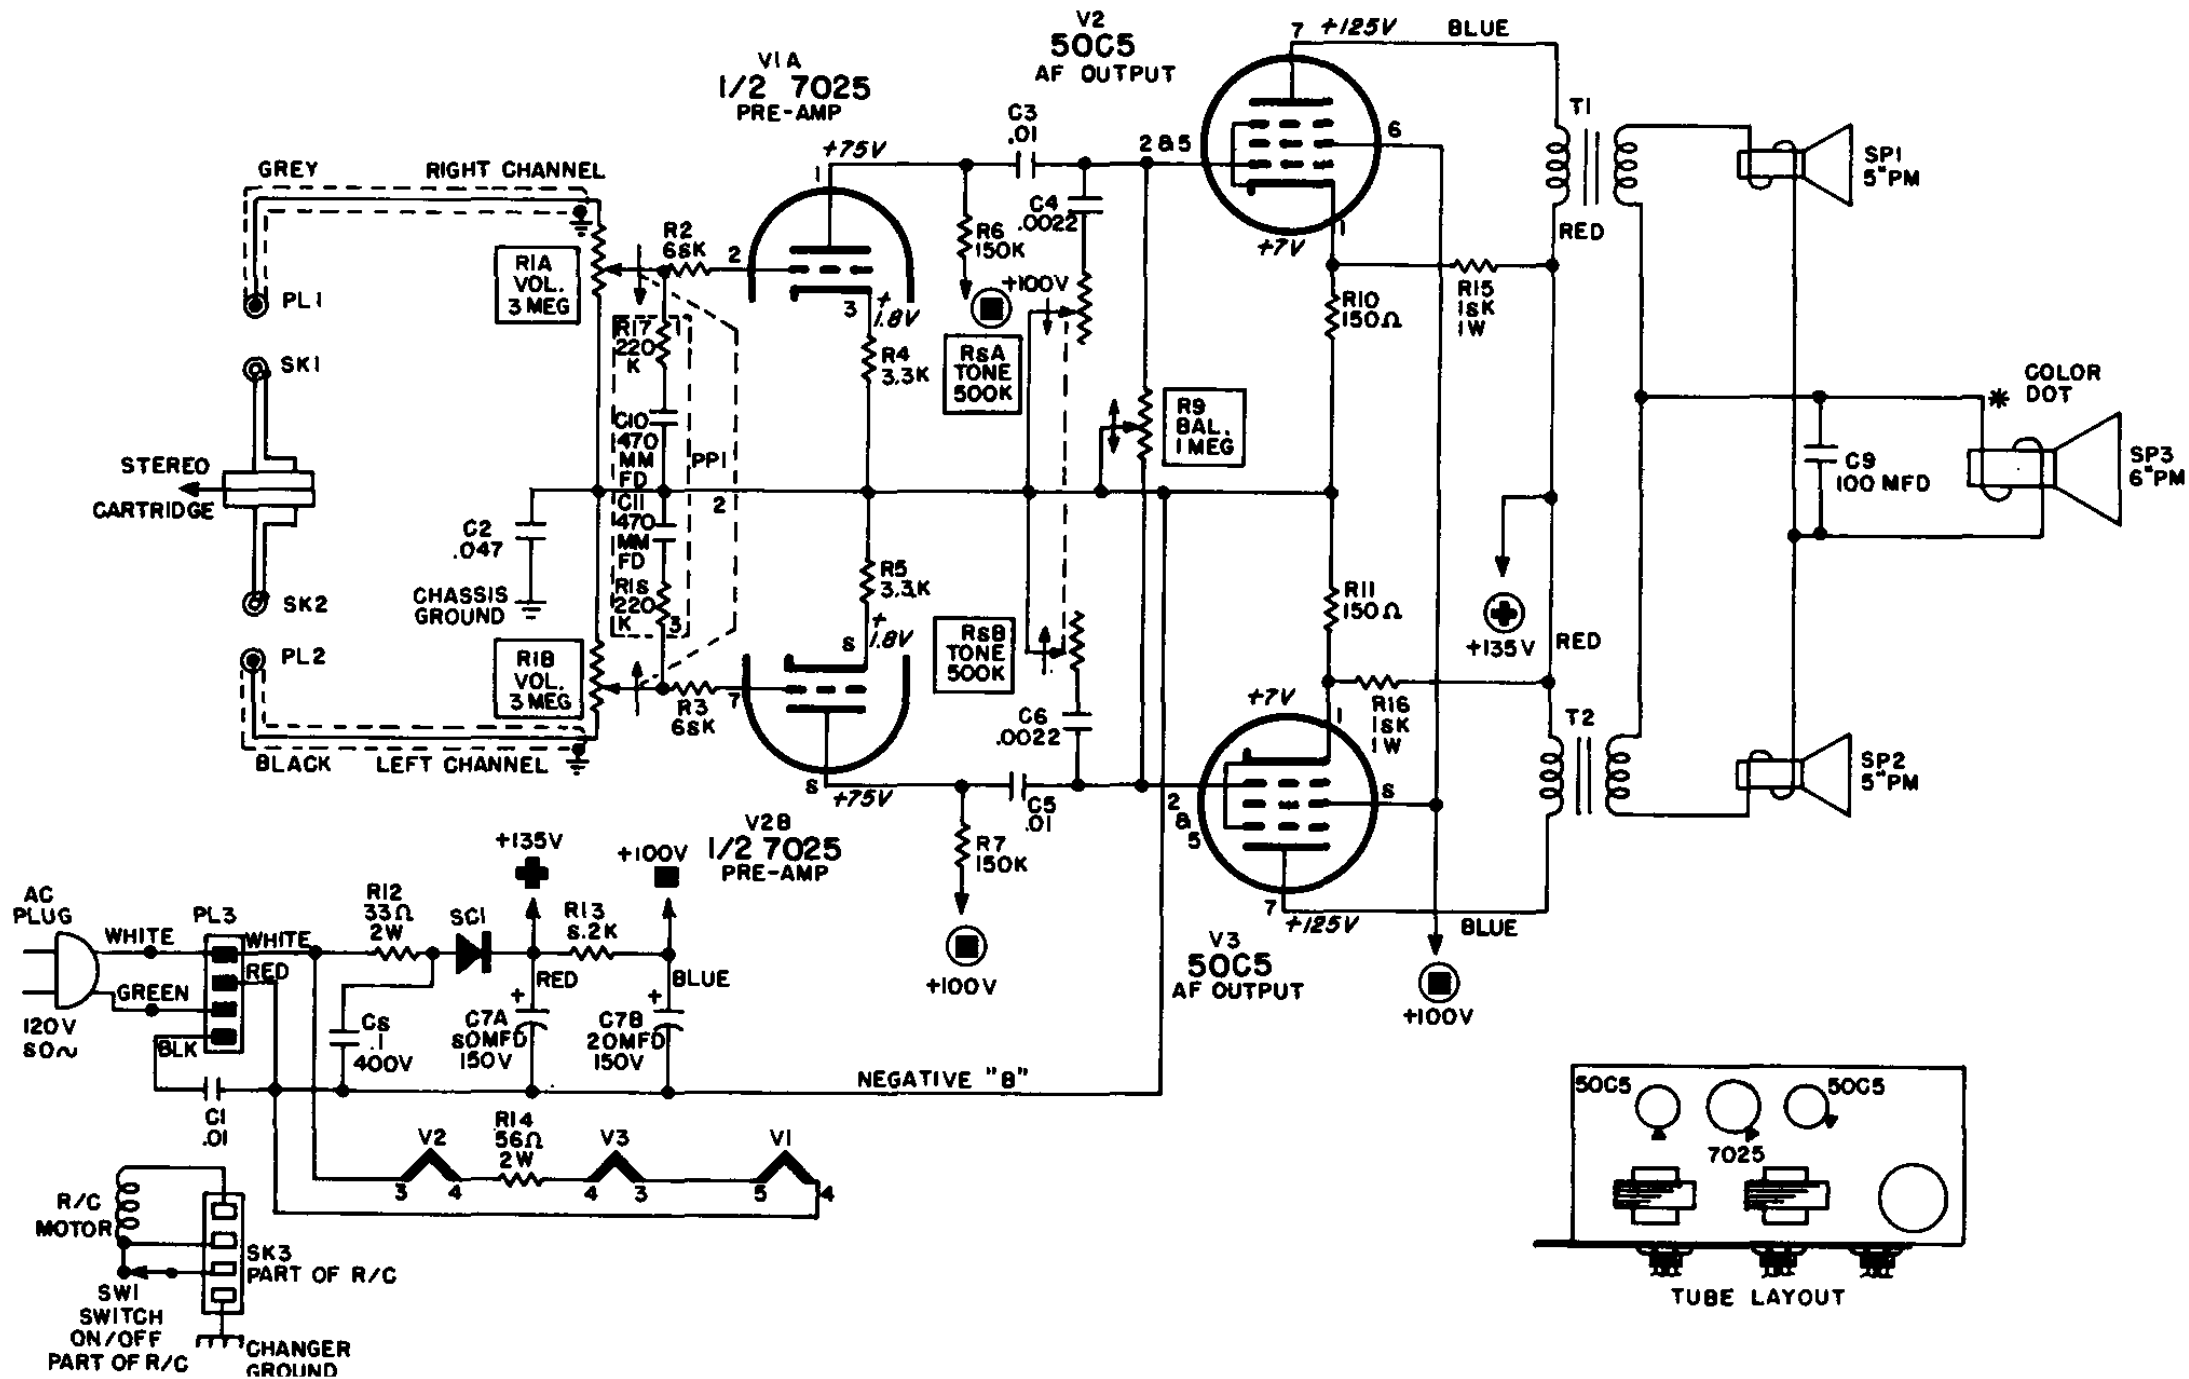 V1A
1/2 7025
PRE-AMP
V2
50C5
AF OUTPUT
7
+125V
BLUE
T1
GREY
RIGHT CHANNEL
+75V
1
C3
.01
2 & 5
6
SP1
5"PM
R2
6sK
2
3
+
1.8V
R6
150K
C4
.0022
+100V
+7V
1
RED
PL1
R1A
VOL.
3 MEG
R17
220
K
1
R4
3.3K
RsA
TONE
500K
R10
150Ω
R15
1sK
1W
SK1
C10
470
MM
FD
PP1
2
R9
BAL.
1 MEG
COLOR
DOT
*
SP3
6"PM
C9
100 MFD
STEREO
CARTRIDGE
C2
.047
CHASSIS
GROUND
C11
470
MM
FD
R1s
220
K
3
R5
3.3K
+
1.8V
s
R11
150Ω
+135V
RED
SK2
PL2
R1B
VOL.
3 MEG
R3
6sK
7
RsB
TONE
500K
C6
.0022
+7V
1
R16
1sK
1W
T2
SP2
5"PM
BLACK
LEFT CHANNEL
s
+75V
C5
.01
2
&
5
s
V2B
1/2 7025
PRE-AMP
R7
150K
+100V
7
+125V
BLUE
V3
50C5
AF OUTPUT
+100V
AC
PLUG
120V
s0~
WHITE
GREEN
PL3
WHITE
RED
BLK
R12
33Ω
2W
SC1
+135V
+100V
R13
s.2K
RED
BLUE
Cs
.1
400V
+
C7A
s0MFD
150V
+
C7B
20MFD
150V
NEGATIVE "B"
C1
.01
V2
3
4
R14
56Ω
2W
V3
4
3
V1
5
4
R/C
MOTOR
SK3
PART OF R/C
SW1
SWITCH
ON/OFF
PART OF R/C
CHANGER
GROUND
50C5
7025
50C5
TUBE LAYOUT